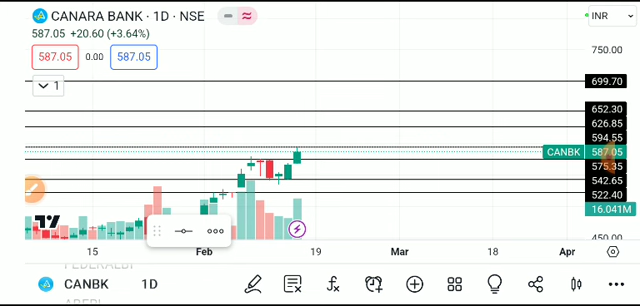 CANARA BANK · 1D · NSE
INR
587.05 +20.60 (+3.64%)
587.05 0.00 587.05
1
750.00
699.70
652.30
626.85
594.55
CANBK 587.05
575.35
542.65
522.40
16.041M
450.00
15 Feb 19 Mar 18 Apr
CANBK 1D